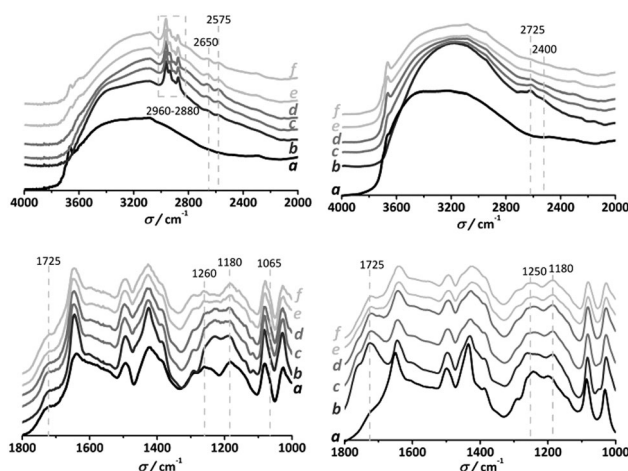 2575
2650
2960-2880
f
e
d
c
b
a
4000 3600 3200 2800 2400 2000
σ / cm⁻¹
2725
2400
f
e
d
c
b
a
4000 3600 3200 2800 2400 2000
σ / cm⁻¹
1725
1260
1180
1065
f
e
d
c
b
a
1800 1600 1400 1200 1000
σ / cm⁻¹
1725
1250
1180
f
e
d
c
b
a
1800 1600 1400 1200 1000
σ / cm⁻¹